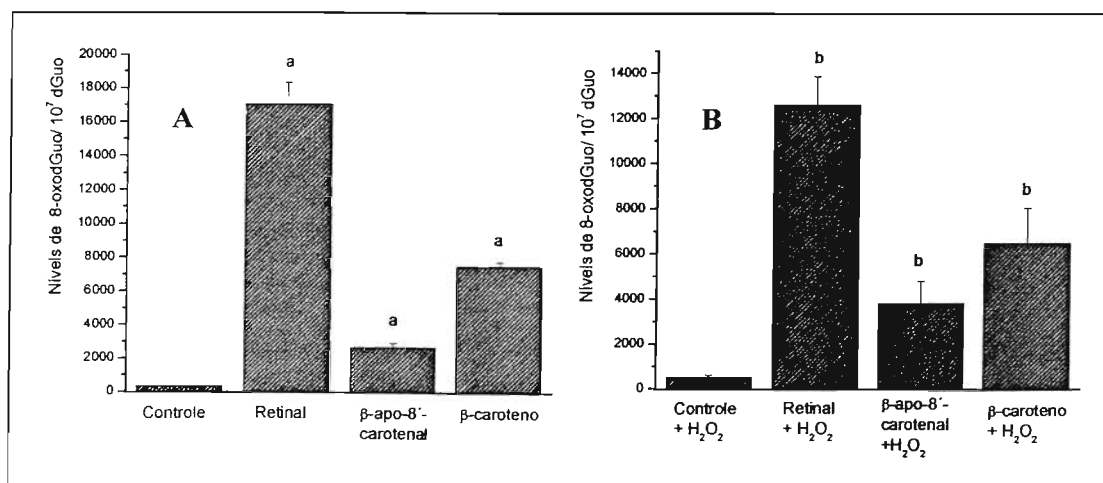 A
Níveis de 8-oxodGuo/ 10⁷ dGuo
20000
18000
16000
14000
12000
10000
8000
6000
4000
2000
0
a
a
a
Controle
Retinal
β-apo-8´-
carotenal
β-caroteno
B
Níveis de 8-oxodGuo/ 10⁷ dGuo
14000
12000
10000
8000
6000
4000
2000
0
b
b
b
Controle
+ H₂O₂
Retinal
+ H₂O₂
β-apo-8´-
carotenal
+H₂O₂
β-caroteno
+ H₂O₂